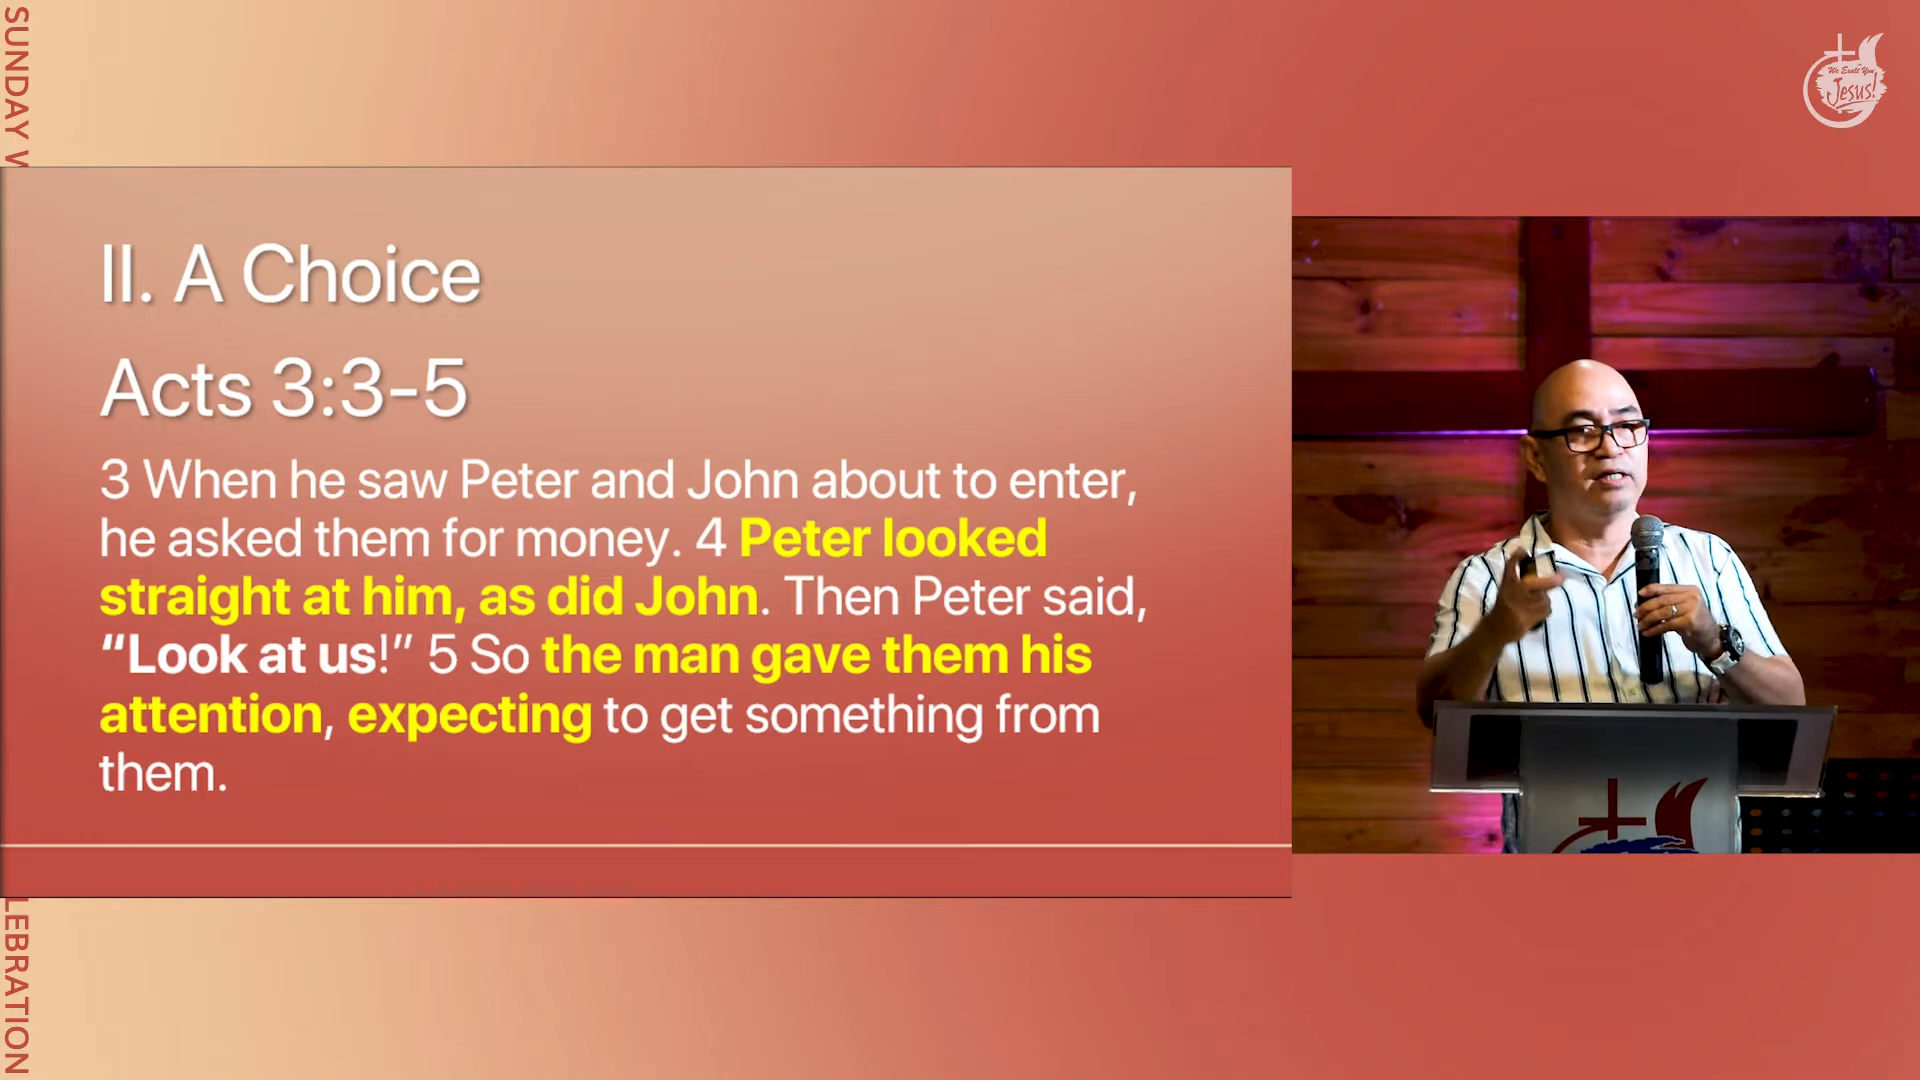 SUNDAY W
LEBRATION
We Exalt You
Jesus!
II. A Choice
Acts 3:3-5
3 When he saw Peter and John about to enter,
he asked them for money. 4 Peter looked
straight at him, as did John. Then Peter said,
“Look at us!” 5 So the man gave them his
attention, expecting to get something from
them.